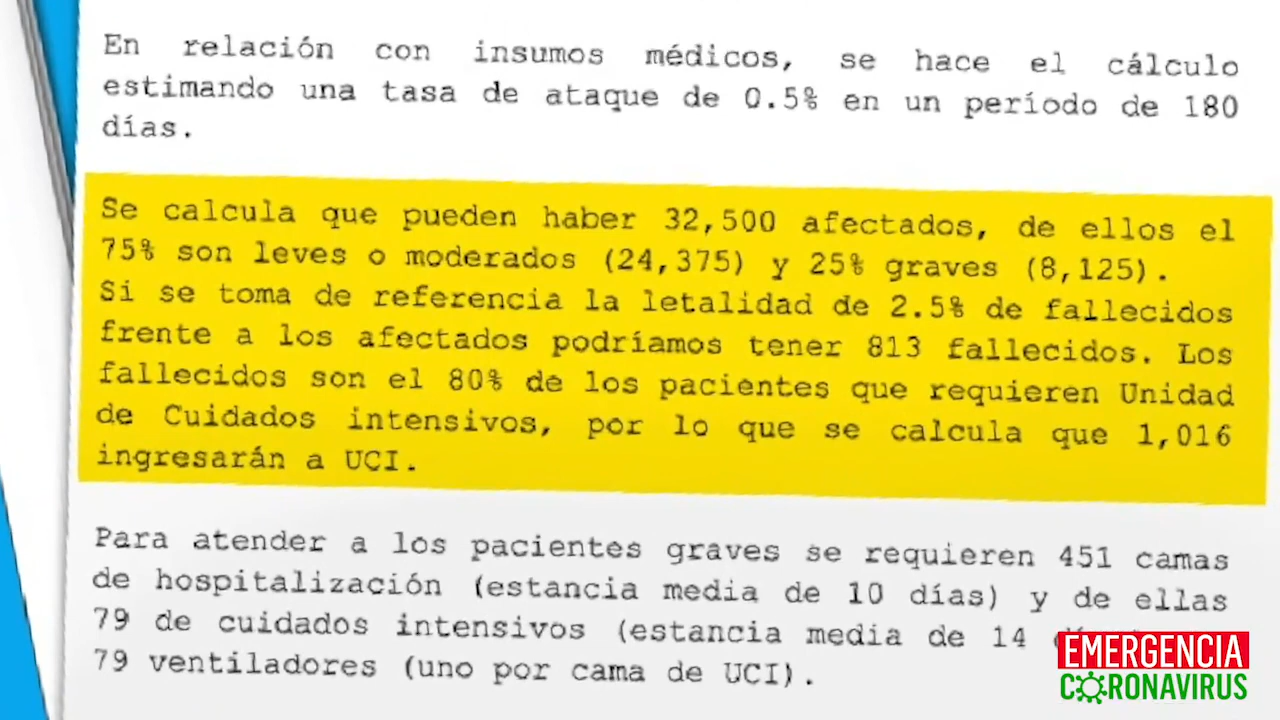 En relación con insumos médicos, se hace el cálculo
estimando una tasa de ataque de 0.5% en un período de 180
días.
Se calcula que pueden haber 32,500 afectados, de ellos el
75% son leves o moderados (24,375) y 25% graves (8,125).
Si se toma de referencia la letalidad de 2.5% de fallecidos
frente a los afectados podríamos tener 813 fallecidos. Los
fallecidos son el 80% de los pacientes que requieren Unidad
de Cuidados intensivos, por lo que se calcula que 1,016
ingresarán a UCI.
Para atender a los pacientes graves se requieren 451 camas
de hospitalización (estancia media de 10 días) y de ellas
79 de cuidados intensivos (estancia media de 14
79 ventiladores (uno por cama de UCI).
EMERGENCIA
CORONAVIRUS